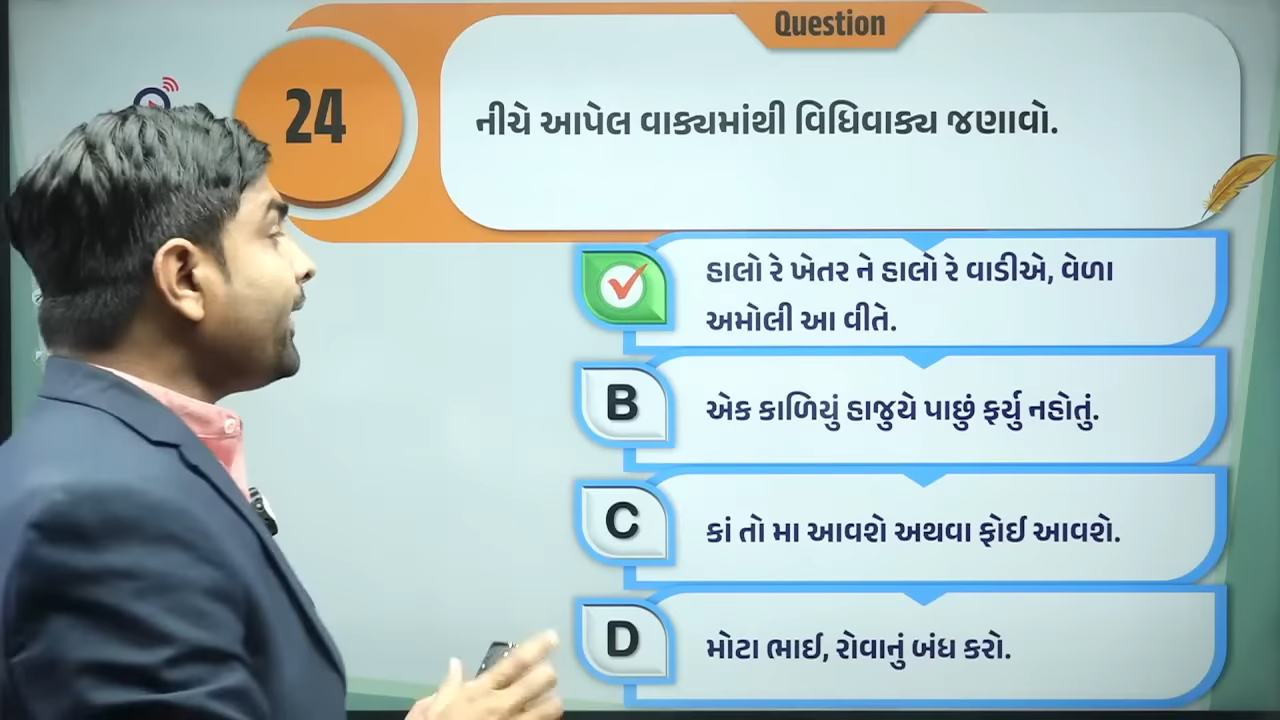 Question
24
નીચે આપેલ વાક્યમાંથી વિધિવાક્ય જણાવો.
હાલો રે ખેતર ને હાલો રે વાડીએ, વેળા
અમોલી આ વીતે.
B
એક કાળિયું હાજુયે પાછું ફર્યુ નહોતું.
C
કાં તો મા આવશે અથવા ફોઈ આવશે.
D
મોટા ભાઈ, રોવાનું બંધ કરો.